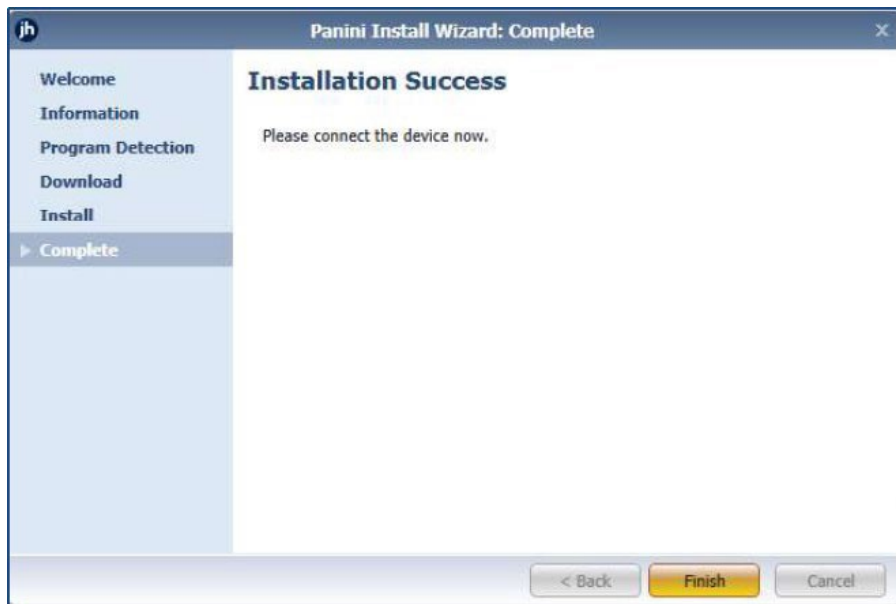 jh
Panini Install Wizard: Complete
X
Welcome
Information
Program Detection
Download
Install
Complete
Installation Success
Please connect the device now.
< Back
Finish
Cancel